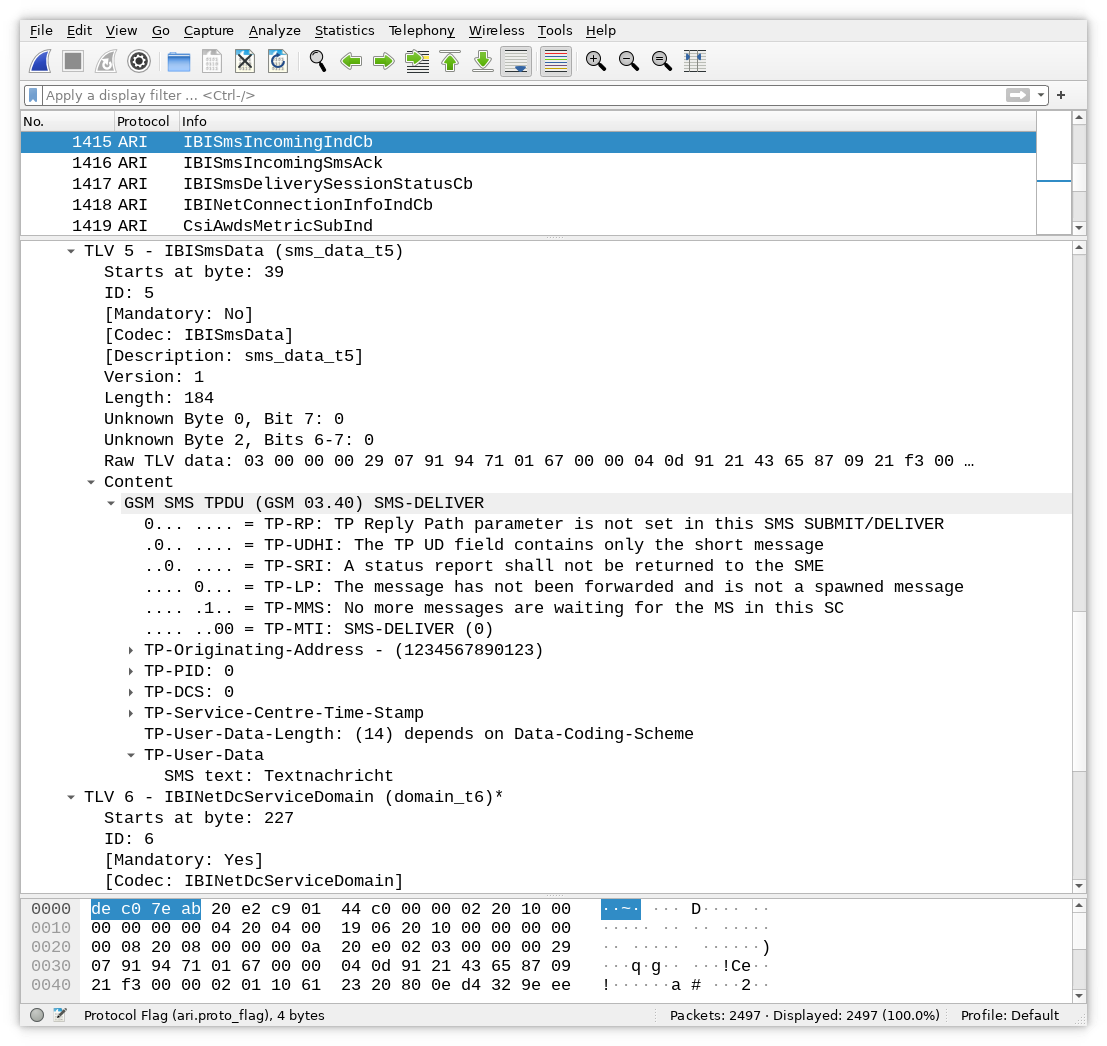 File Edit View Go Capture Analyze Statistics Telephony Wireless Tools Help
Apply a display filter ... <Ctrl-/>
No. Protocol Info
1415 ARI IBISmsIncomingIndCb
1416 ARI IBISmsIncomingSmsAck
1417 ARI IBISmsDeliverySessionStatusCb
1418 ARI IBINetConnectionInfoIndCb
1419 ARI CsiAwdsMetricSubInd
TLV 5 - IBISmsData (sms_data_t5)
Starts at byte: 39
ID: 5
[Mandatory: No]
[Codec: IBISmsData]
[Description: sms_data_t5]
Version: 1
Length: 184
Unknown Byte 0, Bit 7: 0
Unknown Byte 2, Bits 6-7: 0
Raw TLV data: 03 00 00 00 29 07 91 94 71 01 67 00 00 04 0d 91 21 43 65 87 09 21 f3 00 …
Content
GSM SMS TPDU (GSM 03.40) SMS-DELIVER
0... .... = TP-RP: TP Reply Path parameter is not set in this SMS SUBMIT/DELIVER
.0.. .... = TP-UDHI: The TP UD field contains only the short message
..0. .... = TP-SRI: A status report shall not be returned to the SME
.... 0... = TP-LP: The message has not been forwarded and is not a spawned message
.... .1.. = TP-MMS: No more messages are waiting for the MS in this SC
.... ..00 = TP-MTI: SMS-DELIVER (0)
TP-Originating-Address - (1234567890123)
TP-PID: 0
TP-DCS: 0
TP-Service-Centre-Time-Stamp
TP-User-Data-Length: (14) depends on Data-Coding-Scheme
TP-User-Data
SMS text: Textnachricht
TLV 6 - IBINetDcServiceDomain (domain_t6)*
Starts at byte: 227
ID: 6
[Mandatory: Yes]
[Codec: IBINetDcServiceDomain]
0000 de c0 7e ab 20 e2 c9 01 44 c0 00 00 02 20 10 00 ··~· ··· D···· ··
0010 00 00 00 00 04 20 04 00 19 06 20 10 00 00 00 00 ····· ·· ·· ·····
0020 00 08 20 08 00 00 00 0a 20 e0 02 03 00 00 00 29 ·· ····· ······)
0030 07 91 94 71 01 67 00 00 04 0d 91 21 43 65 87 09 ···q·g·· ···!Ce··
0040 21 f3 00 00 02 01 10 61 23 20 80 0e d4 32 9e ee !······a # ···2··
Protocol Flag (ari.proto_flag), 4 bytes Packets: 2497 · Displayed: 2497 (100.0%) Profile: Default